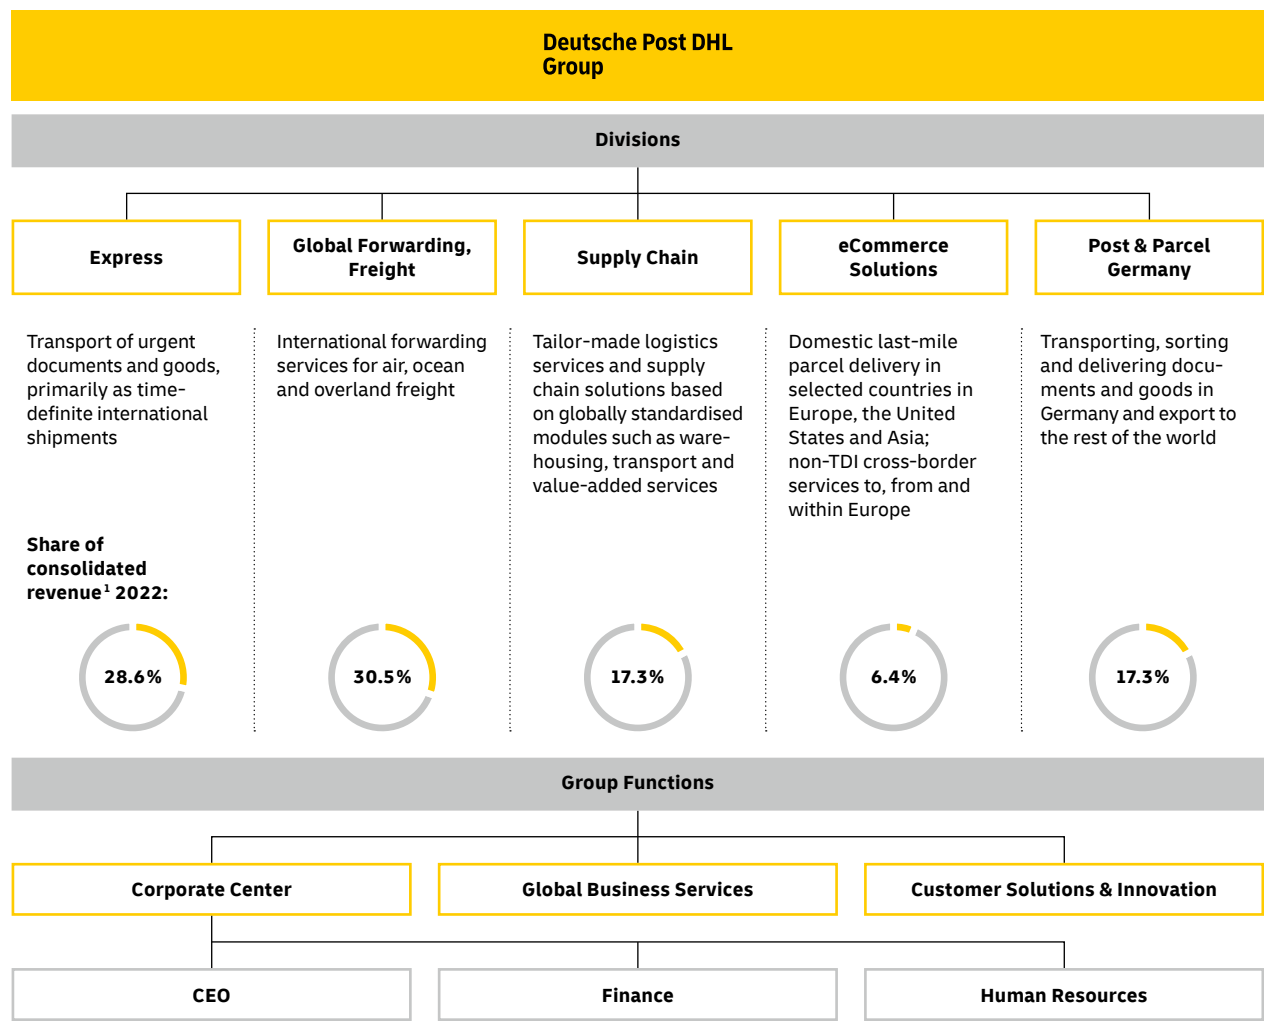 Deutsche Post DHL
Group
Divisions
Express
Global Forwarding,
Freight
Supply Chain
eCommerce
Solutions
Post & Parcel
Germany
Transport of urgent
documents and goods,
primarily as time-
definite international
shipments
International forwarding
services for air, ocean
and overland freight
Tailor-made logistics
services and supply
chain solutions based
on globally standardised
modules such as ware-
housing, transport and
value-added services
Domestic last-mile
parcel delivery in
selected countries in
Europe, the United
States and Asia;
non-TDI cross-border
services to, from and
within Europe
Transporting, sorting
and delivering docu-
ments and goods in
Germany and export to
the rest of the world
Share of
consolidated
revenue¹ 2022:
28.6%
30.5%
17.3%
6.4%
17.3%
Group Functions
Corporate Center
Global Business Services
Customer Solutions & Innovation
CEO
Finance
Human Resources